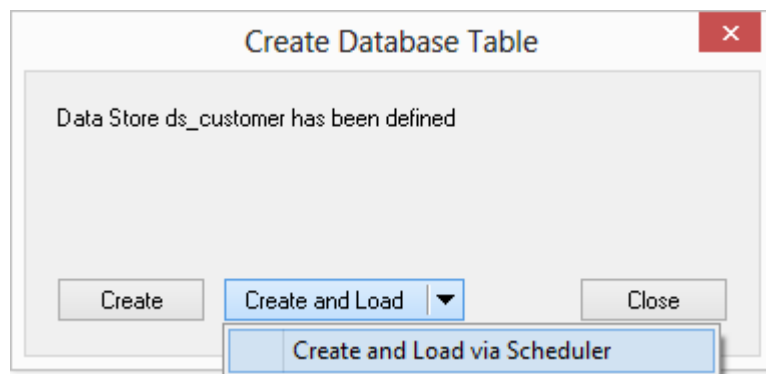 Create Database Table
Data Store ds_customer has been defined
Create Create and Load Close
Create and Load via Scheduler